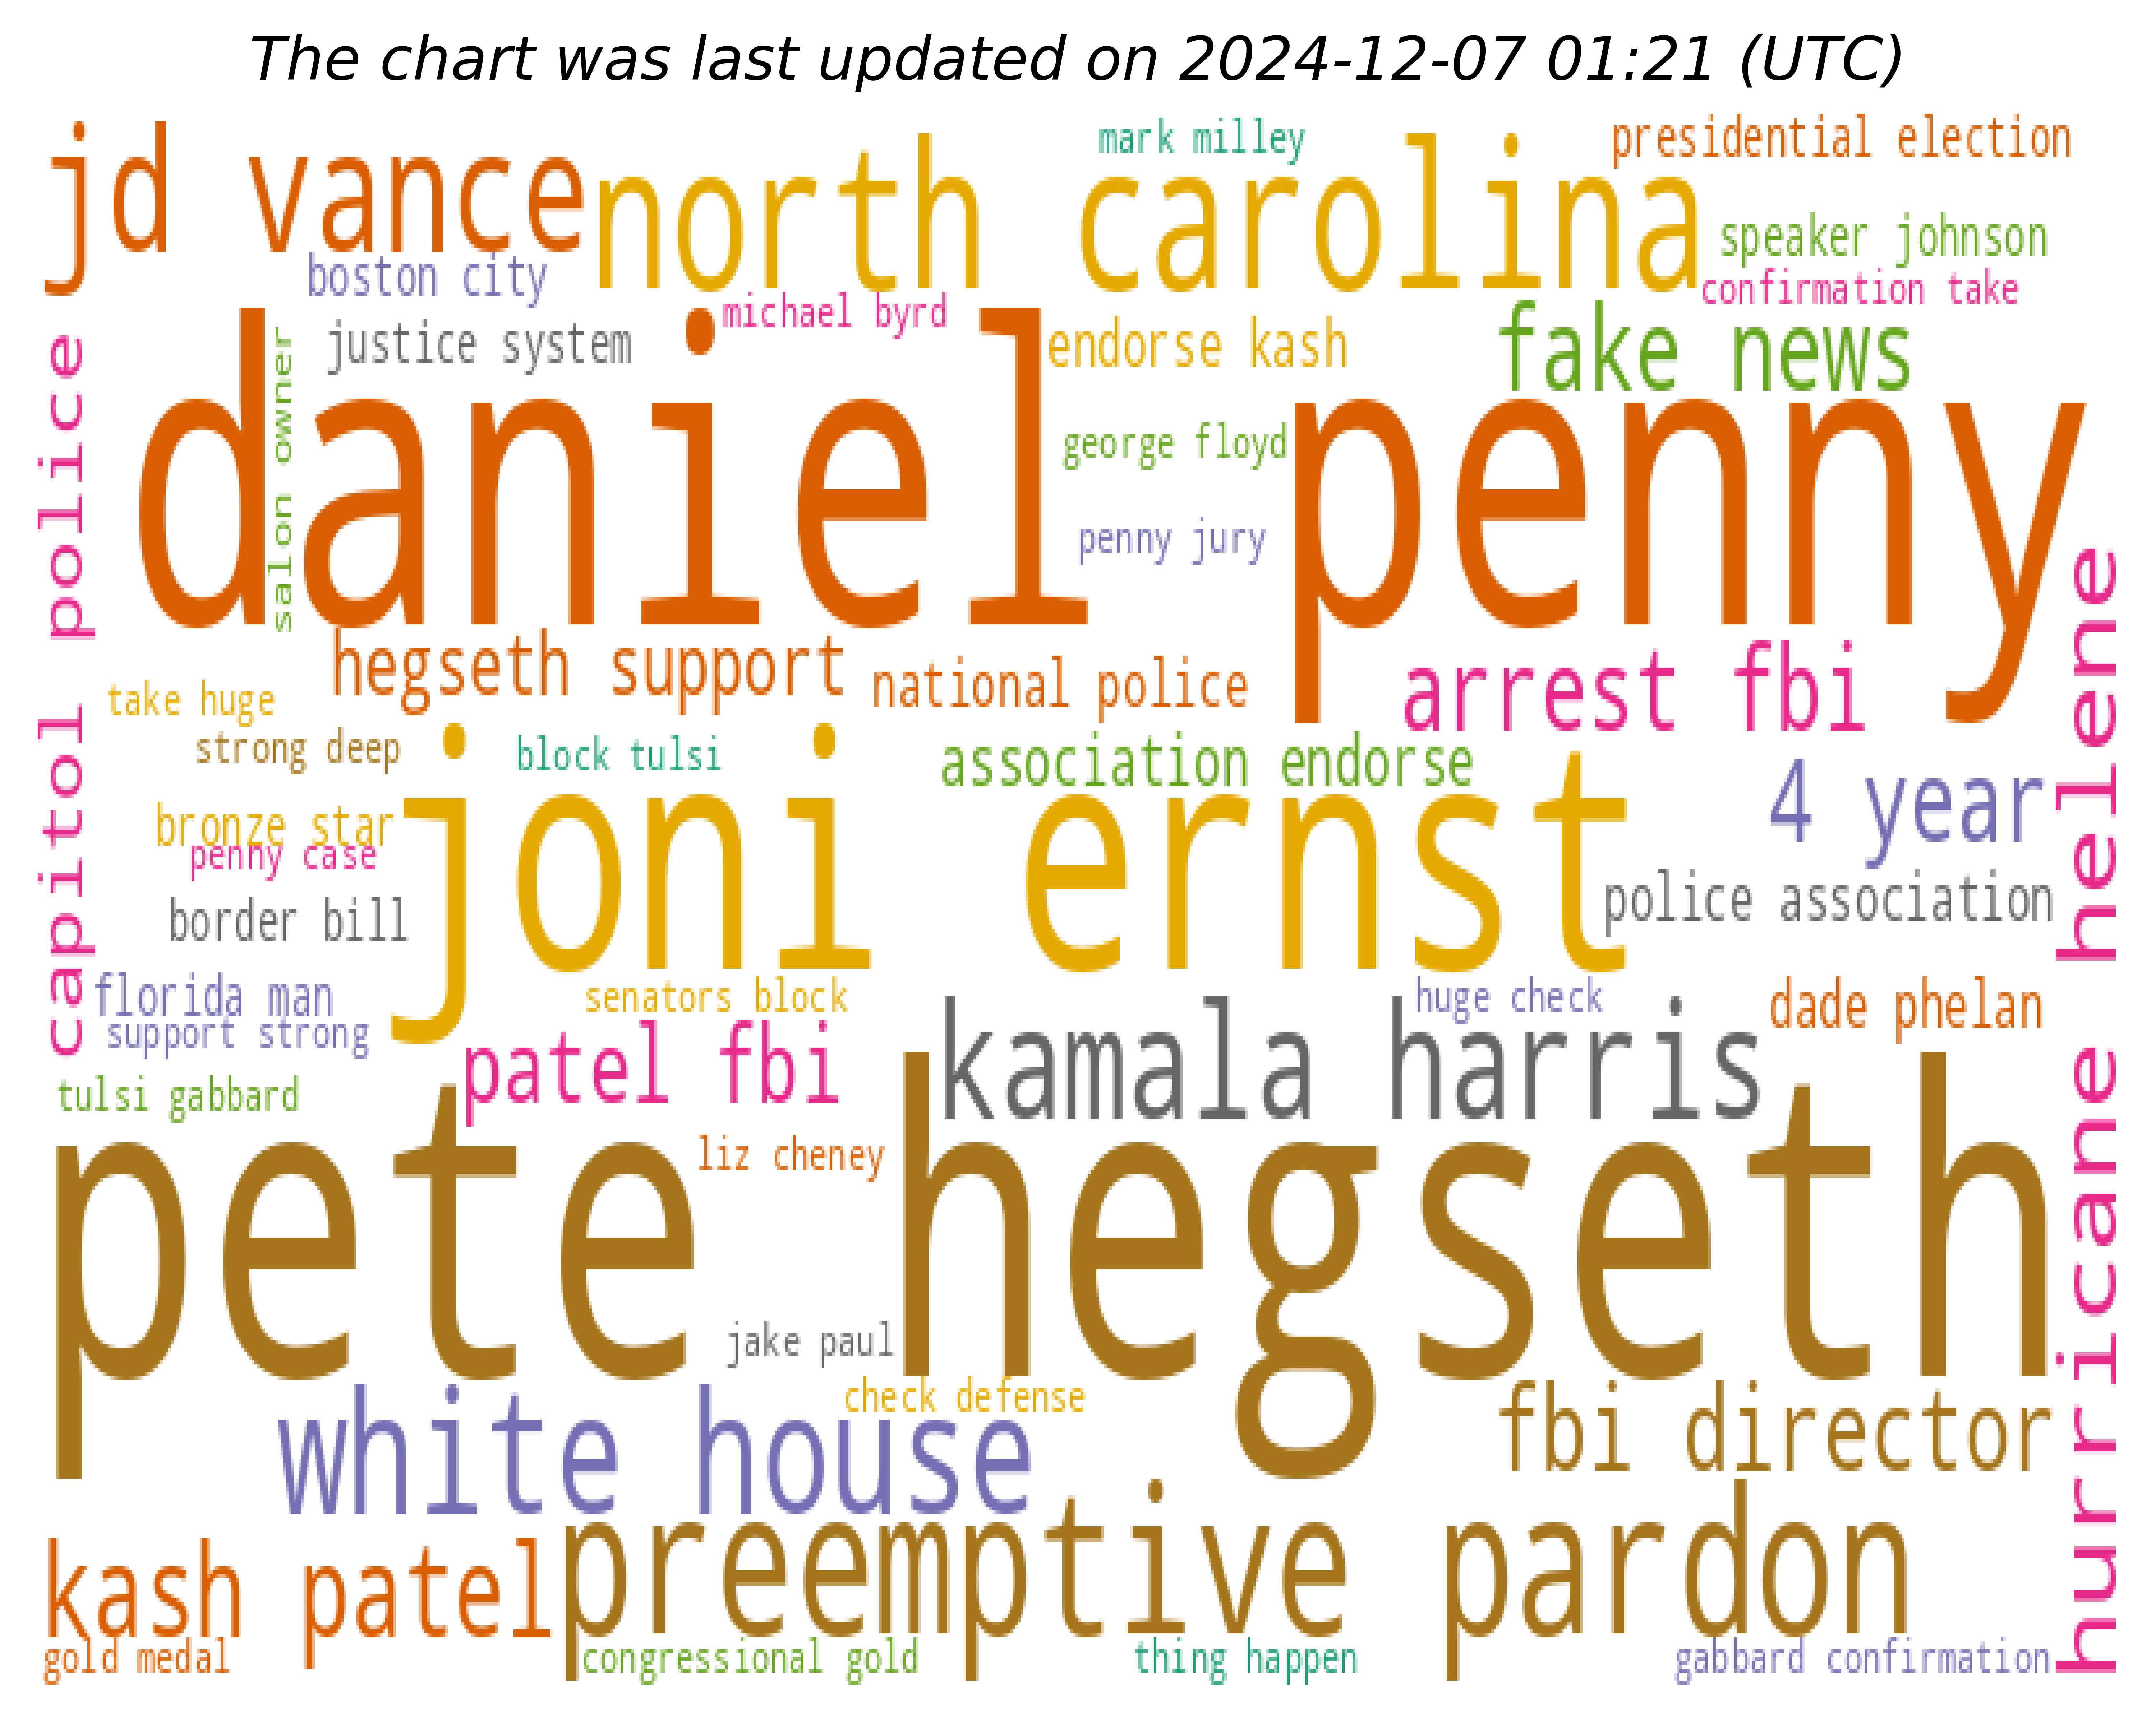 The chart was last updated on 2024-12-07 01:21 (UTC)
jd vance
north carolina
mark milley
presidential election
speaker johnson
boston city
confirmation take
michael byrd
justice system
endorse kash
fake news
capitol police
salon owner
daniel penny
george floyd
penny jury
hurricane helene
hegseth support
national police
arrest fbi
take huge
strong deep
block tulsi
association endorse
4 year
bronze star
penny case
joni ernst
police association
border bill
florida man
senators block
huge check
dade phelan
support strong
patel fbi
kamala harris
tulsi gabbard
liz cheney
pete hegseth
jake paul
check defense
white house
fbi director
kash patel
preemptive pardon
gold medal
congressional gold
thing happen
gabbard confirmation